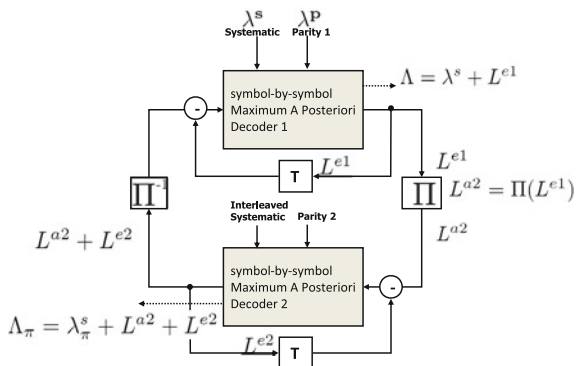 λ^s λ^p
Systematic Parity 1
Λ = λ^s + L^{e1}
symbol-by-symbol
Maximum A Posteriori
Decoder 1
-
T
L^{e1}
L^{e1}
Π^{-1}
Π
L^{a2} = Π(L^{e1})
L^{a2}
Interleaved
Systematic
Parity 2
L^{a2} + L^{e2}
symbol-by-symbol
Maximum A Posteriori
Decoder 2
-
Λ_π = λ^s_π + L^{a2} + L^{e2}
L^{e2}
T